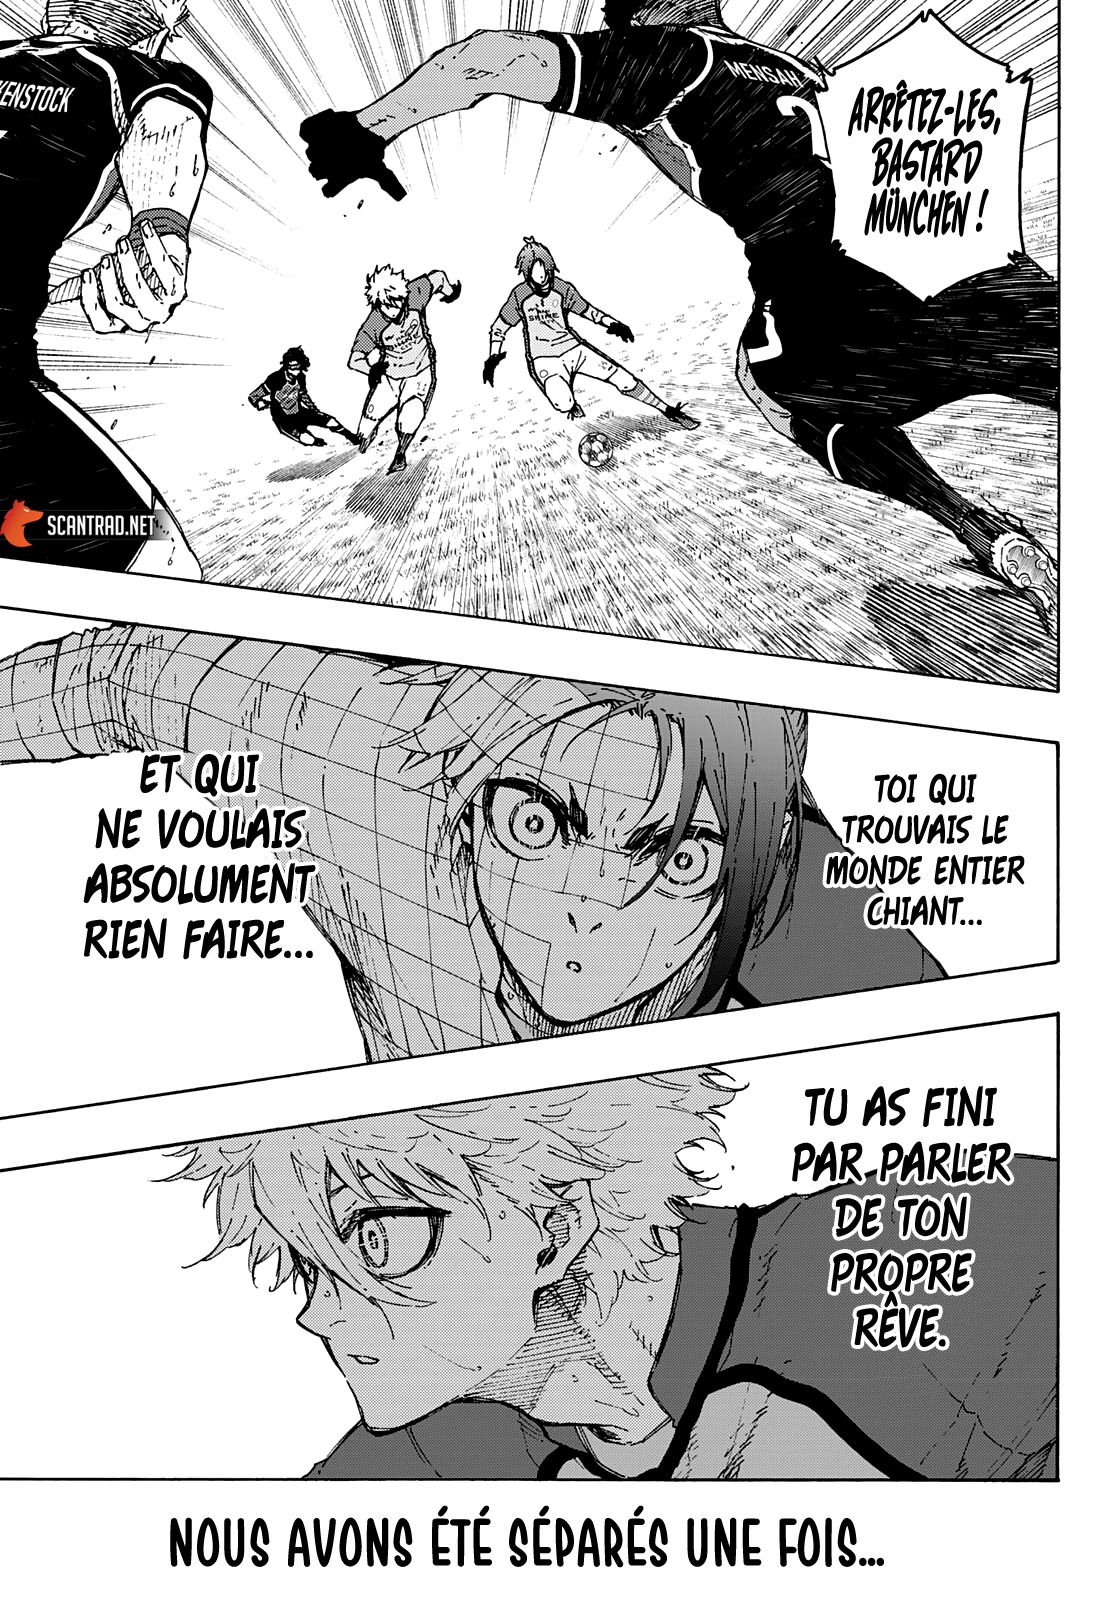 KENSTOCK
MENSAH
ARRÊTEZ-LES,
BASTARD
MÜNCHEN !
SHINE
SCANTRAD.NET
TOI QUI
TROUVAIS LE
MONDE ENTIER
CHIANT...
ET QUI
NE VOULAIS
ABSOLUMENT
RIEN FAIRE...
TU AS FINI
PAR PARLER
DE TON
PROPRE
RÊVE.
NOUS AVONS ÉTÉ SÉPARÉS UNE FOIS...